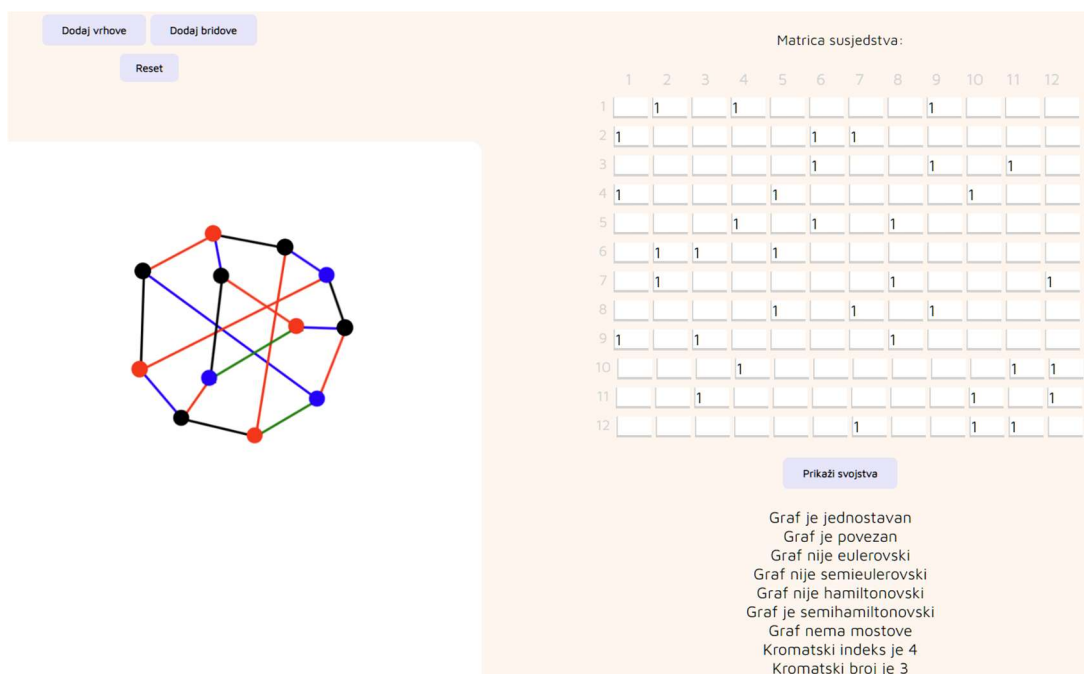 Dodaj vrhove Dodaj bridove
Reset
Matrica susjedstva:
1 2 3 4 5 6 7 8 9 10 11 12
1 1 1 1
2 1 1 1
3 1 1 1
4 1 1 1
5 1 1 1
6 1 1 1
7 1 1 1
8 1 1 1
9 1 1 1
10 1 1 1
11 1 1 1
12 1 1 1
Prikaži svojstva
Graf je jednostavan
Graf je povezan
Graf nije eulerovski
Graf nije semieulerovski
Graf nije hamiltonovski
Graf je semihamiltonovski
Graf nema mostove
Kromatski indeks je 4
Kromatski broj je 3